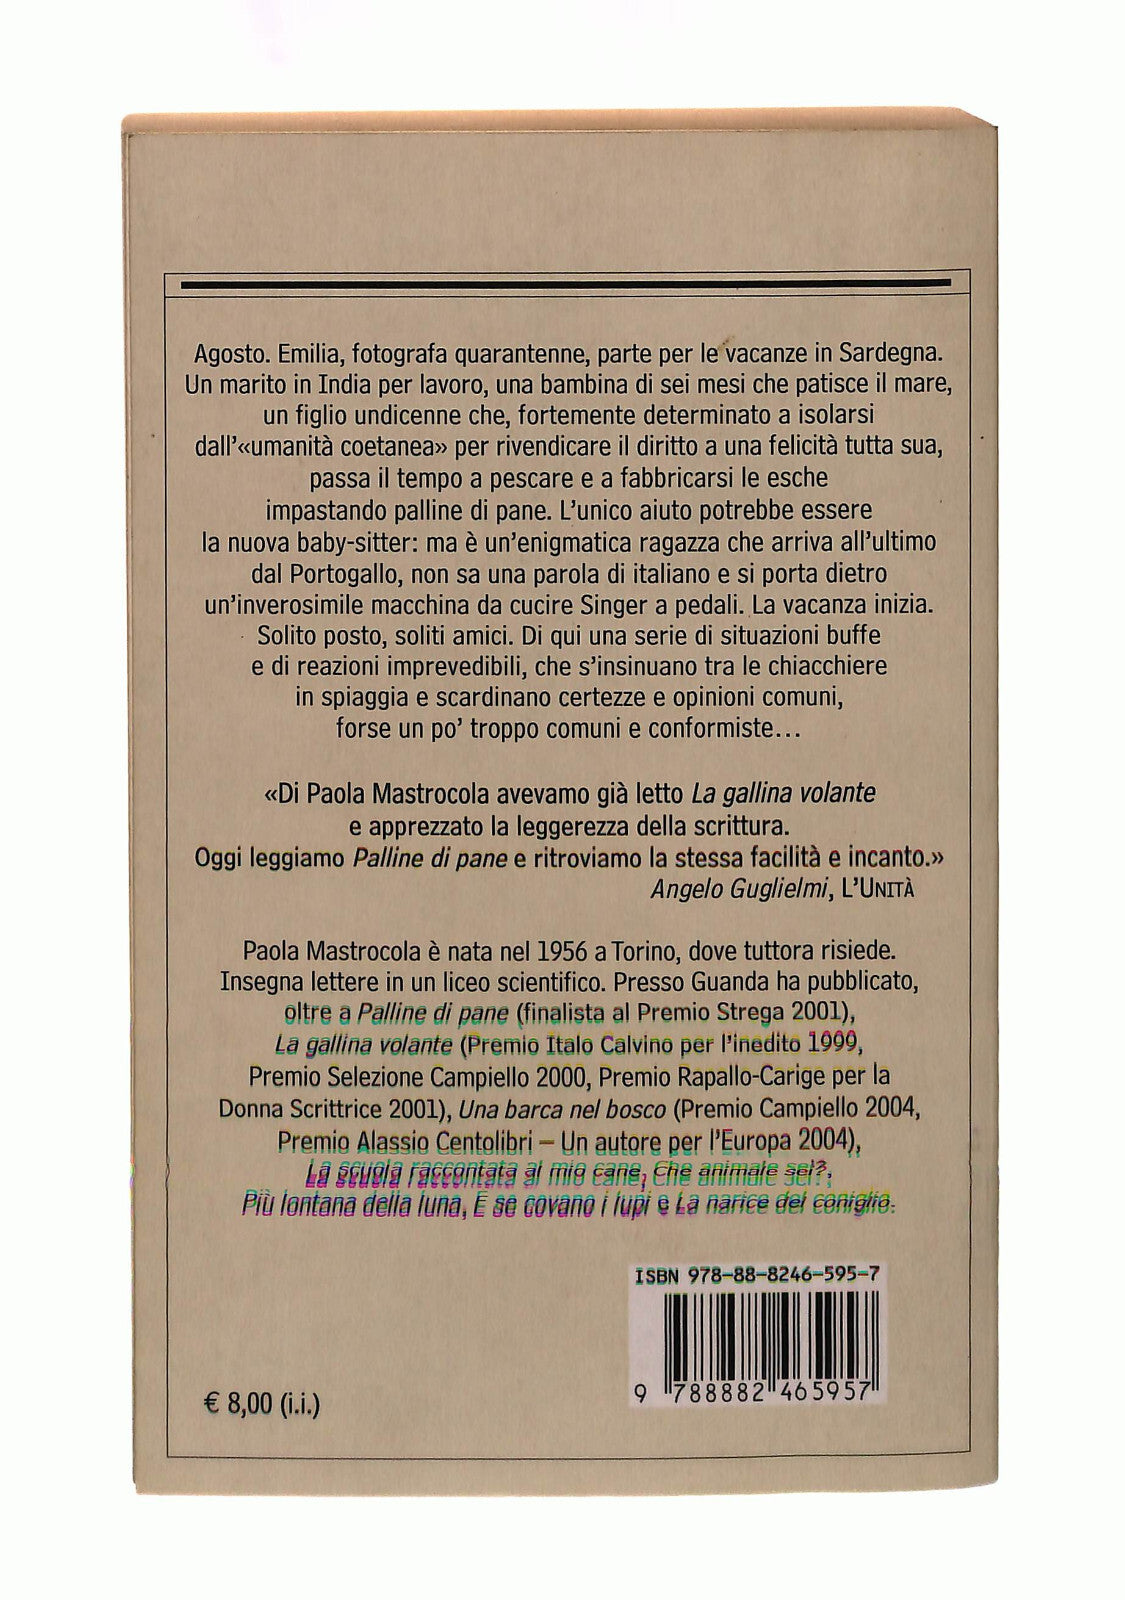 Agosto. Emilia, fotografa quarantenne, parte per le vacanze in Sardegna.
Un marito in India per lavoro, una bambina di sei mesi che patisce il mare,
un figlio undicenne che, fortemente determinato a isolarsi
dall'«umanità coetanea» per rivendicare il diritto a una felicità tutta sua,
passa il tempo a pescare e a fabbricarsi le esche
impastando palline di pane. L'unico aiuto potrebbe essere
la nuova baby-sitter: ma è un'enigmatica ragazza che arriva all'ultimo
dal Portogallo, non sa una parola di italiano e si porta dietro
un'inverosimile macchina da cucire Singer a pedali. La vacanza inizia.
Solito posto, soliti amici. Di qui una serie di situazioni buffe
e di reazioni imprevedibili, che s'insinuano tra le chiacchiere
in spiaggia e scardinano certezze e opinioni comuni,
forse un po' troppo comuni e conformiste…
«Di Paola Mastrocola avevamo già letto La gallina volante
e apprezzato la leggerezza della scrittura.
Oggi leggiamo Palline di pane e ritroviamo la stessa facilità e incanto.»
Angelo Guglielmi, L'UNITÀ
Paola Mastrocola è nata nel 1956 a Torino, dove tuttora risiede.
Insegna lettere in un liceo scientifico. Presso Guanda ha pubblicato,
oltre a Palline di pane (finalista al Premio Strega 2001),
La gallina volante (Premio Italo Calvino per l'inedito 1999,
Premio Selezione Campiello 2000, Premio Rapallo-Carige per la
Donna Scrittrice 2001), Una barca nel bosco (Premio Campiello 2004,
Premio Alassio Centolibri – Un autore per l'Europa 2004),
La scuola raccontata al mio cane, Che animale sei?,
Più lontana della luna, E se covano i lupi e La narice del coniglio.
ISBN 978-88-8246-595-7
9 788882 465957
€ 8,00 (i.i.)